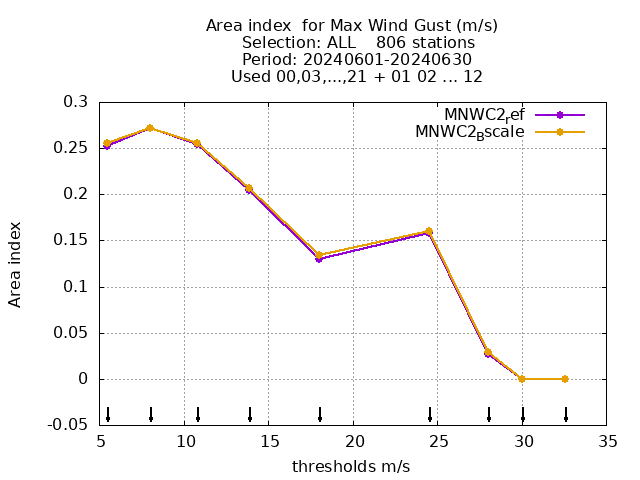 Area index  for Max Wind Gust (m/s)
Selection: ALL    806 stations
Period: 20240601-20240630
Used 00,03,...,21 + 01 02 ... 12
MNWC2_ref
MNWC2_Bscale
0.3
0.25
0.2
0.15
0.1
0.05
0
-0.05
5 10 15 20 25 30 35
Area index
thresholds m/s